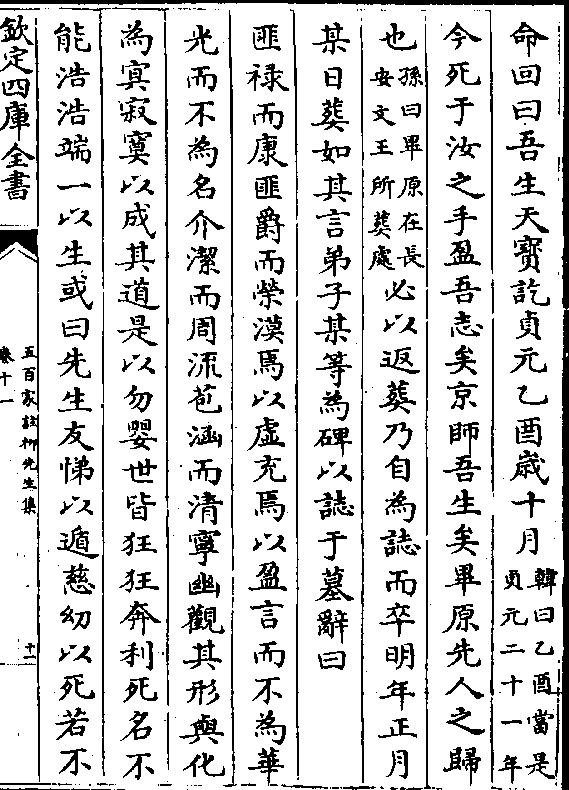 命回曰吾生天寶訖貞元乙酉歳十月韓曰乙酉當是貞元二十一年
今死于汝之手盈吾志矣京師吾生矣畢原先人之歸
也孫曰畢原在長安文王所葬處必以返葬乃自為誌而卒明年正月
某日葬如其言弟子某等為碑以誌于墓辭曰
匪禄而康匪爵而榮漠焉以虚充焉以盈言而不為華
光而不為名介潔而周流苞涵而清寧幽觀其形與化
為冥寂寞以成其道是以勿嬰世皆狂狂奔利死名不
能浩浩端一以生或曰先生友悌以遁慈幼以死若不
欽定四庫全書
五百家註柳先生集
卷十一
十一